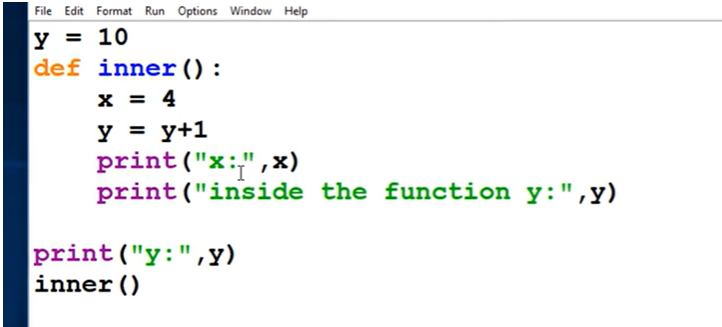 File Edit Format Run Options Window Help
y = 10
def inner():
    x = 4
    y = y+1
    print("x:",x)
    print("inside the function y:",y)
print("y:",y)
inner()